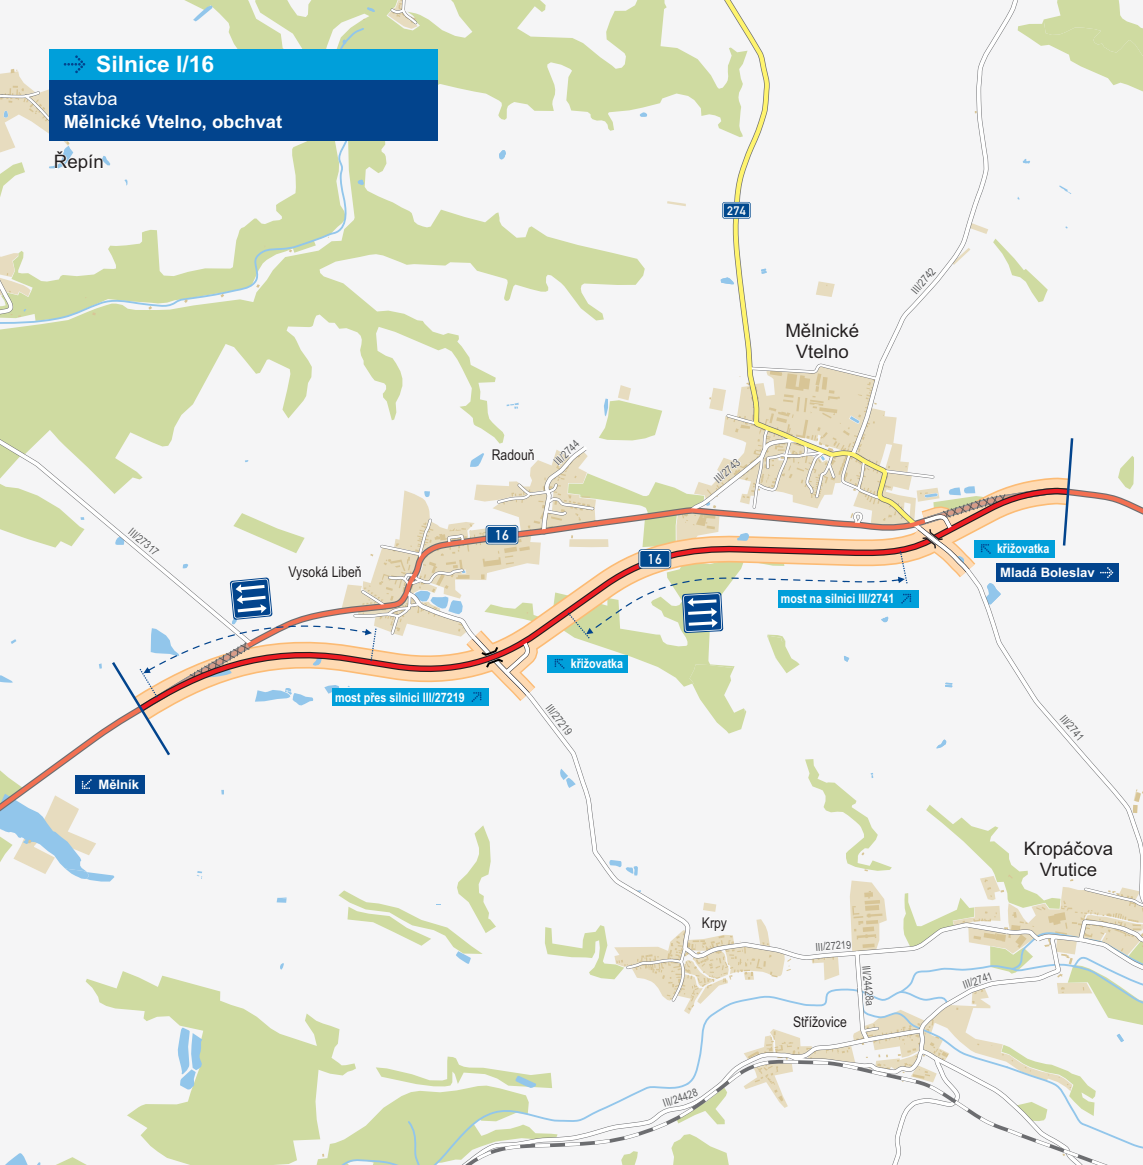 Silnice I/16
stavba
Mělnické Vtelno, obchvat
Řepín
274
III/2742
Mělnické
Vtelno
Radouň
III/2744
III/2743
16
III/27317
Vysoká Libeň
16
křižovatka
Mladá Boleslav
most na silnici III/2741
křižovatka
most přes silnici III/27219
III/27219
III/2741
Mělník
Kropáčova
Vrutice
Krpy
III/27219
III/24428a
III/2741
Střížovice
III/24428